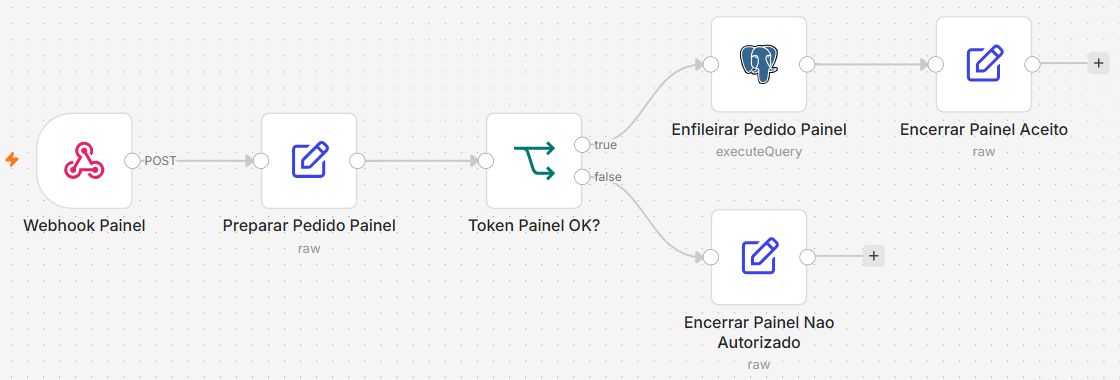 Enfileirar Pedido Painel
executeQuery
Encerrar Painel Aceito
raw
POST
true
false
Webhook Painel
Preparar Pedido Painel
raw
Token Painel OK?
Encerrar Painel Nao
Autorizado
raw